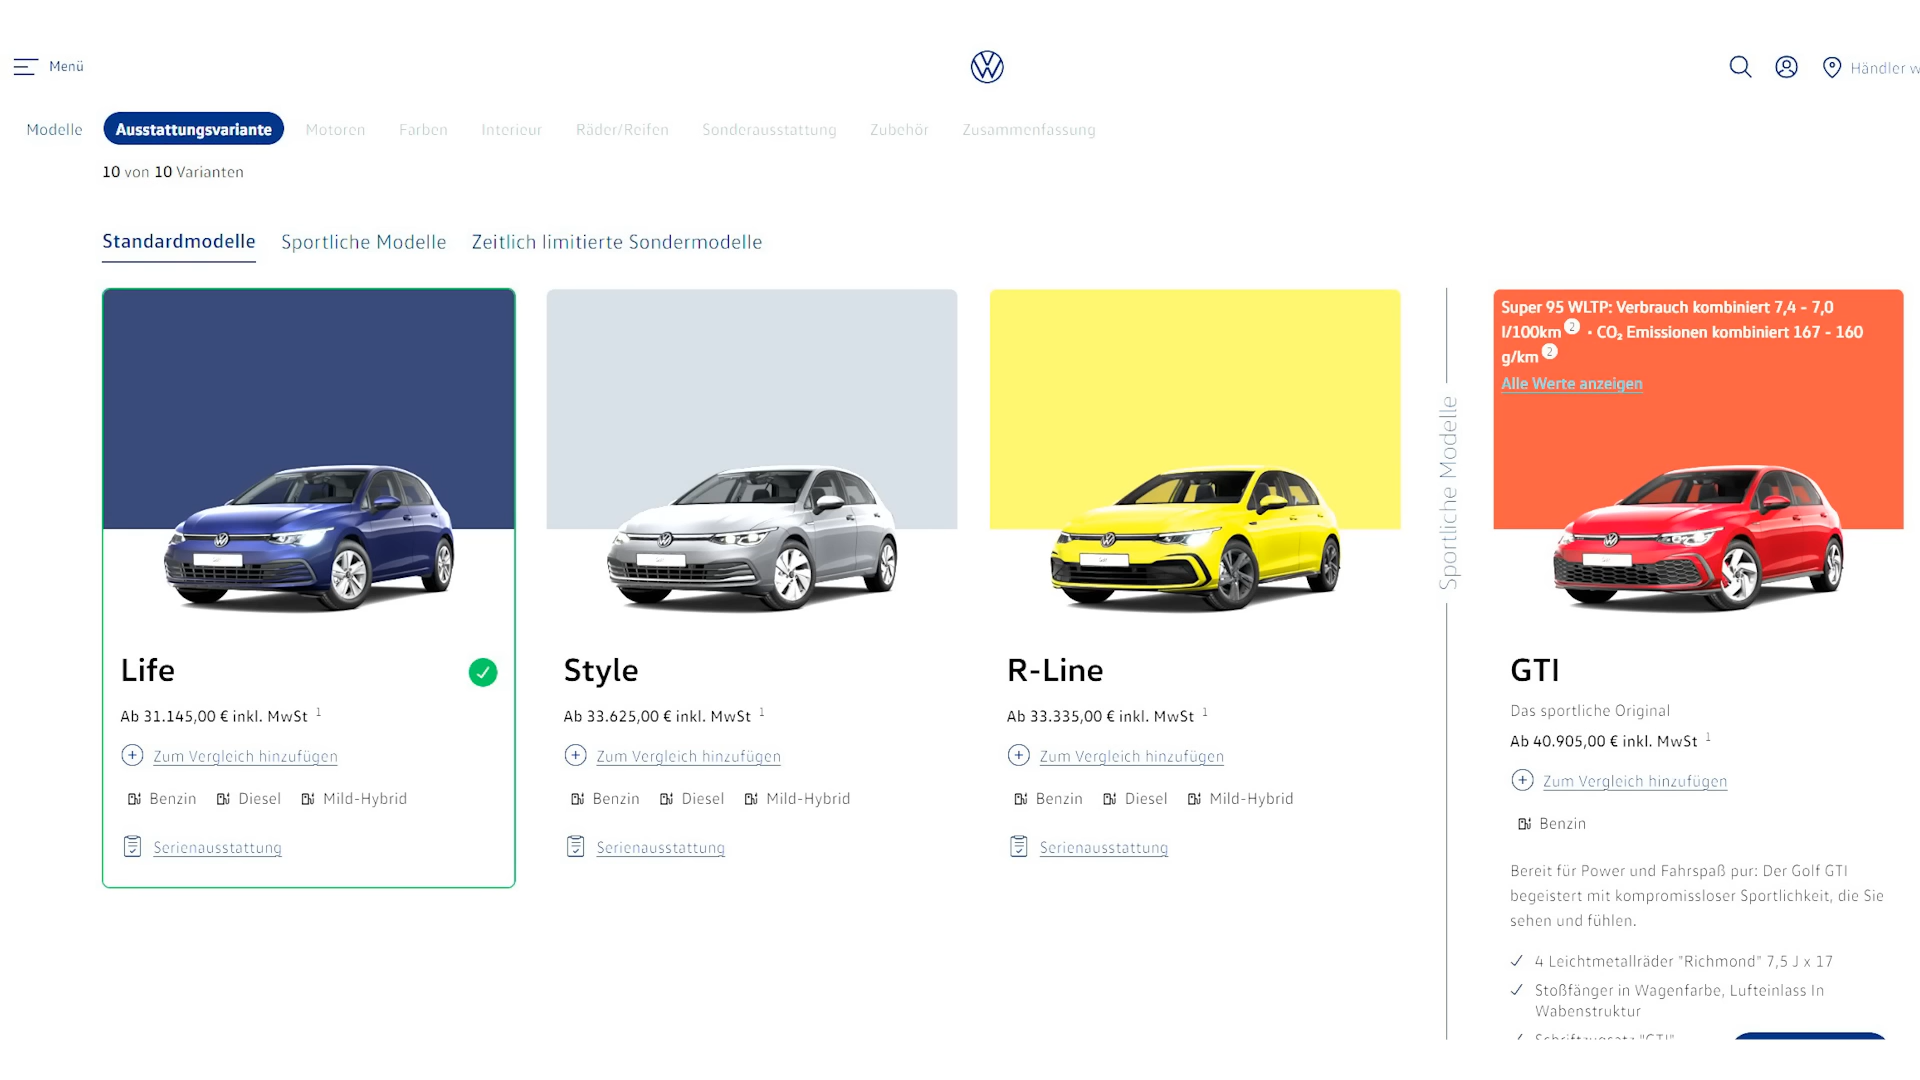 Menü
Händler w
Modelle Ausstattungsvariante Motoren Farben Interieur Räder/Reifen Sonderausstattung Zubehör Zusammenfassung
10 von 10 Varianten
Standardmodelle Sportliche Modelle Zeitlich limitierte Sondermodelle
Life
Ab 31.145,00 € inkl. MwSt 1
Zum Vergleich hinzufügen
Benzin Diesel Mild-Hybrid
Serienausstattung
Style
Ab 33.625,00 € inkl. MwSt 1
Zum Vergleich hinzufügen
Benzin Diesel Mild-Hybrid
Serienausstattung
R-Line
Ab 33.335,00 € inkl. MwSt 1
Zum Vergleich hinzufügen
Benzin Diesel Mild-Hybrid
Serienausstattung
Sportliche Modelle
Super 95 WLTP: Verbrauch kombiniert 7,4 - 7,0
l/100km 2 · CO₂ Emissionen kombiniert 167 - 160
g/km 2
Alle Werte anzeigen
GTI
Das sportliche Original
Ab 40.905,00 € inkl. MwSt 1
Zum Vergleich hinzufügen
Benzin
Bereit für Power und Fahrspaß pur: Der Golf GTI
begeistert mit kompromissloser Sportlichkeit, die Sie
sehen und fühlen.
4 Leichtmetallräder "Richmond" 7,5 J x 17
Stoßfänger in Wagenfarbe, Lufteinlass In
Wabenstruktur
Schriftzugsatz "GTI"